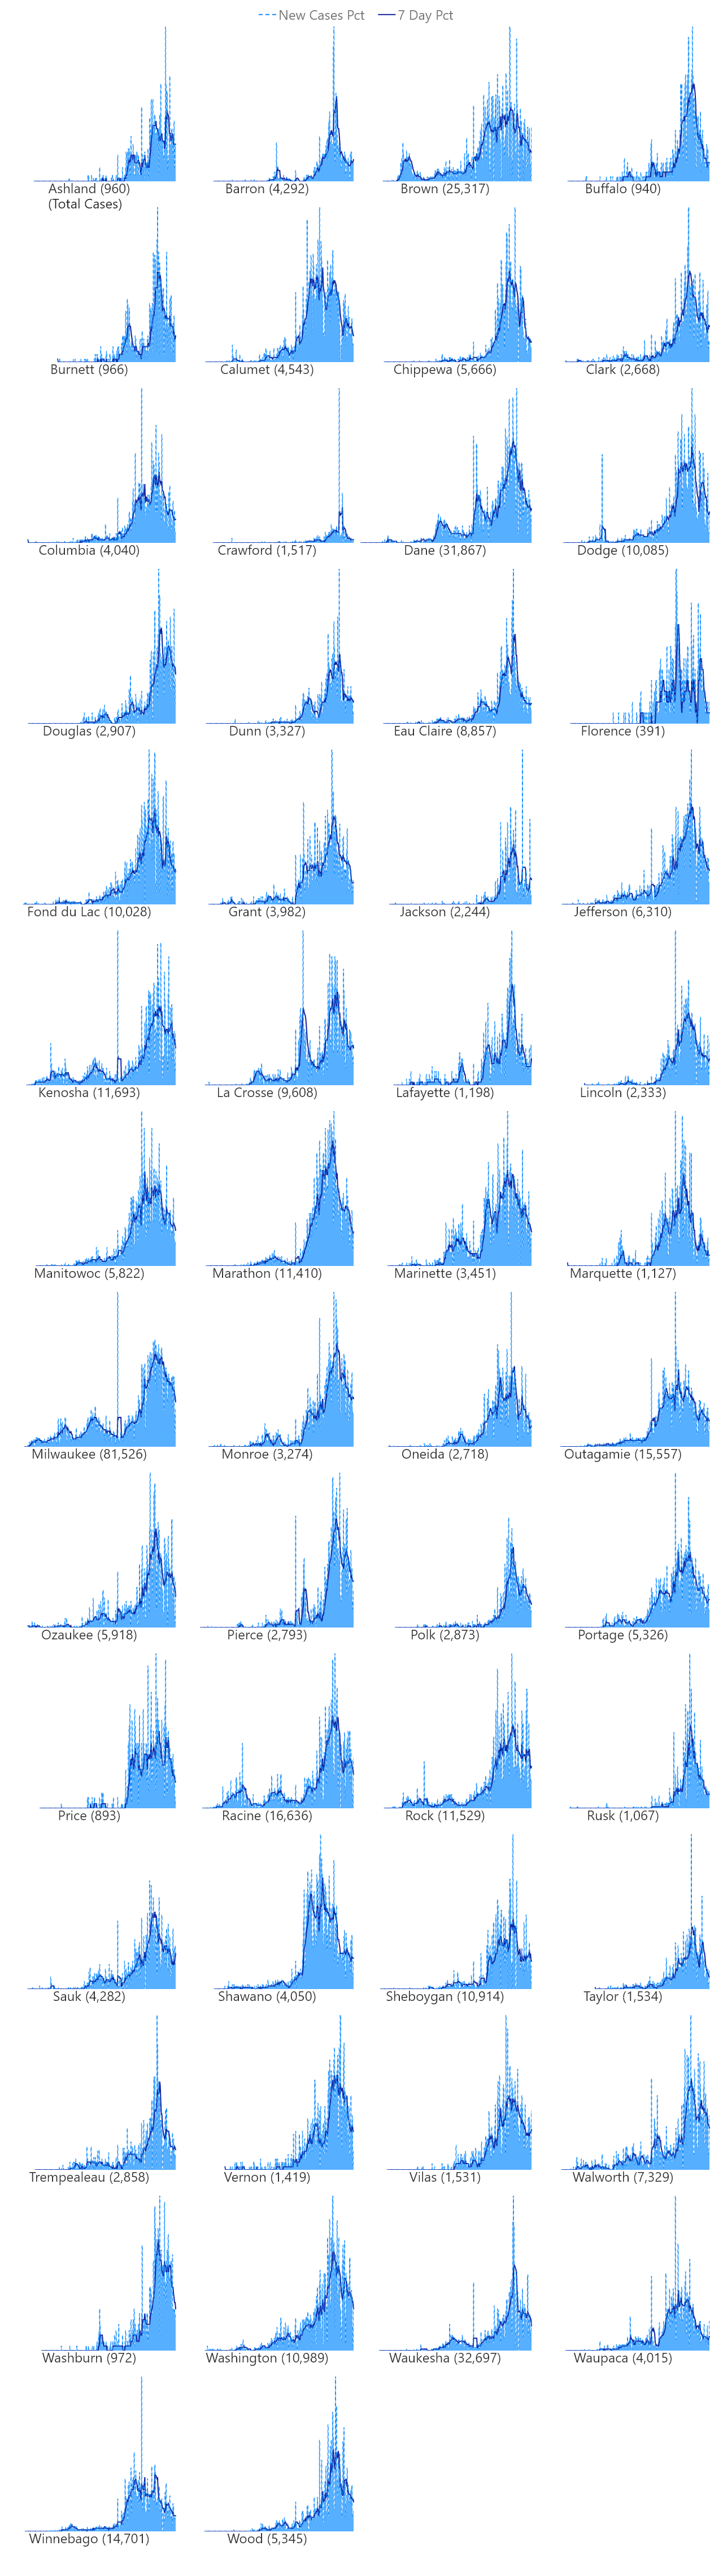 New Cases Pct 7 Day Pct
Ashland (960) Barron (4,292) Brown (25,317) Buffalo (940)
(Total Cases)
Burnett (966) Calumet (4,543) Chippewa (5,666) Clark (2,668)
Columbia (4,040) Crawford (1,517) Dane (31,867) Dodge (10,085)
Douglas (2,907) Dunn (3,327) Eau Claire (8,857) Florence (391)
Fond du Lac (10,028) Grant (3,982) Jackson (2,244) Jefferson (6,310)
Kenosha (11,693) La Crosse (9,608) Lafayette (1,198) Lincoln (2,333)
Manitowoc (5,822) Marathon (11,410) Marinette (3,451) Marquette (1,127)
Milwaukee (81,526) Monroe (3,274) Oneida (2,718) Outagamie (15,557)
Ozaukee (5,918) Pierce (2,793) Polk (2,873) Portage (5,326)
Price (893) Racine (16,636) Rock (11,529) Rusk (1,067)
Sauk (4,282) Shawano (4,050) Sheboygan (10,914) Taylor (1,534)
Trempealeau (2,858) Vernon (1,419) Vilas (1,531) Walworth (7,329)
Washburn (972) Washington (10,989) Waukesha (32,697) Waupaca (4,015)
Winnebago (14,701) Wood (5,345)